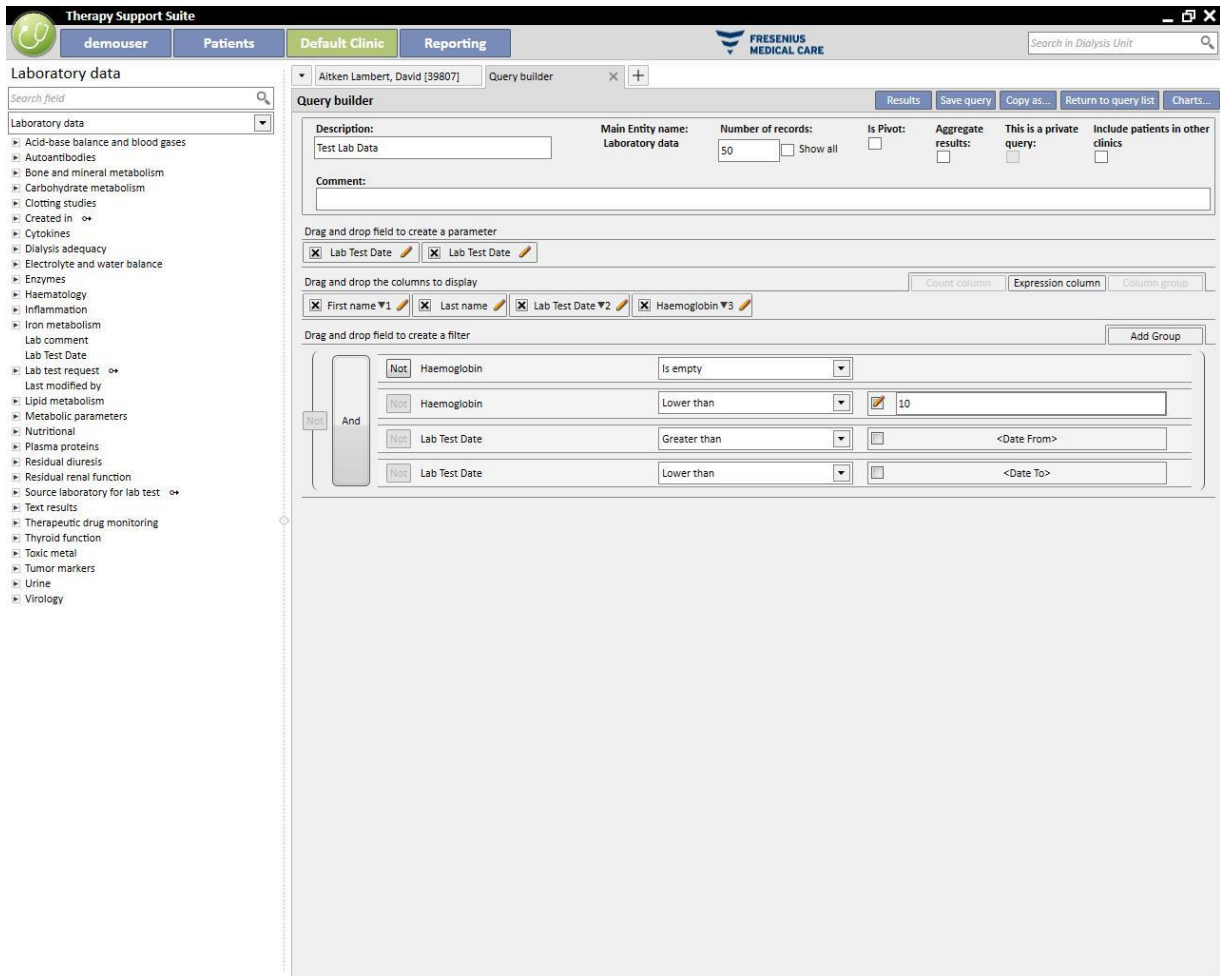 Therapy Support Suite
demouser Patients Default Clinic Reporting
FRESENIUS
MEDICAL CARE
Search in Dialysis Unit
Laboratory data
Search field
Laboratory data
Acid-base balance and blood gases
Autoantibodies
Bone and mineral metabolism
Carbohydrate metabolism
Clotting studies
Created in
Cytokines
Dialysis adequacy
Electrolyte and water balance
Enzymes
Haematology
Inflammation
Iron metabolism
Lab comment
Lab Test Date
Lab test request
Last modified by
Lipid metabolism
Metabolic parameters
Nutritional
Plasma proteins
Residual diuresis
Residual renal function
Source laboratory for lab test
Text results
Therapeutic drug monitoring
Thyroid function
Toxic metal
Tumor markers
Urine
Virology
Aitken Lambert, David [39807] Query builder
Query builder
Results Save query Copy as... Return to query list Charts...
Description:
Test Lab Data
Main Entity name:
Laboratory data
Number of records:
50 Show all
Is Pivot:
Aggregate
results:
This is a private
query:
Include patients in other
clinics
Comment:
Drag and drop field to create a parameter
Lab Test Date Lab Test Date
Drag and drop the columns to display
Count column Expression column Column group
First name ▼1 Last name Lab Test Date ▼2 Haemoglobin ▼3
Drag and drop field to create a filter
Add Group
Not And
Not Haemoglobin Is empty
Not Haemoglobin Lower than 10
Not Lab Test Date Greater than <Date From>
Not Lab Test Date Lower than <Date To>